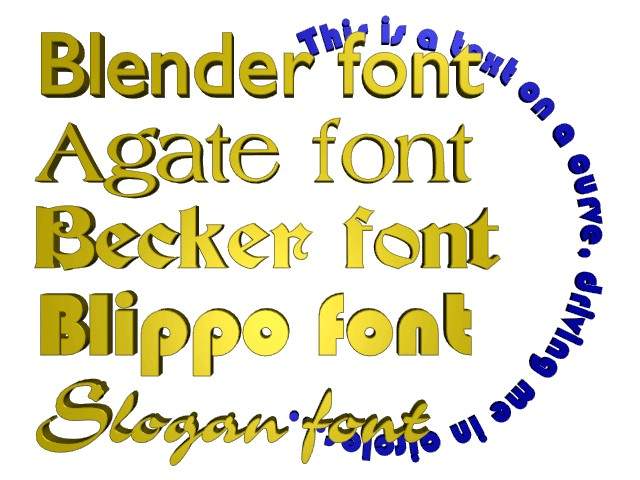 Blender font
Agate font
Becker font
Blippo font
Slogan font
This is a text on a curve, driving me in circles.